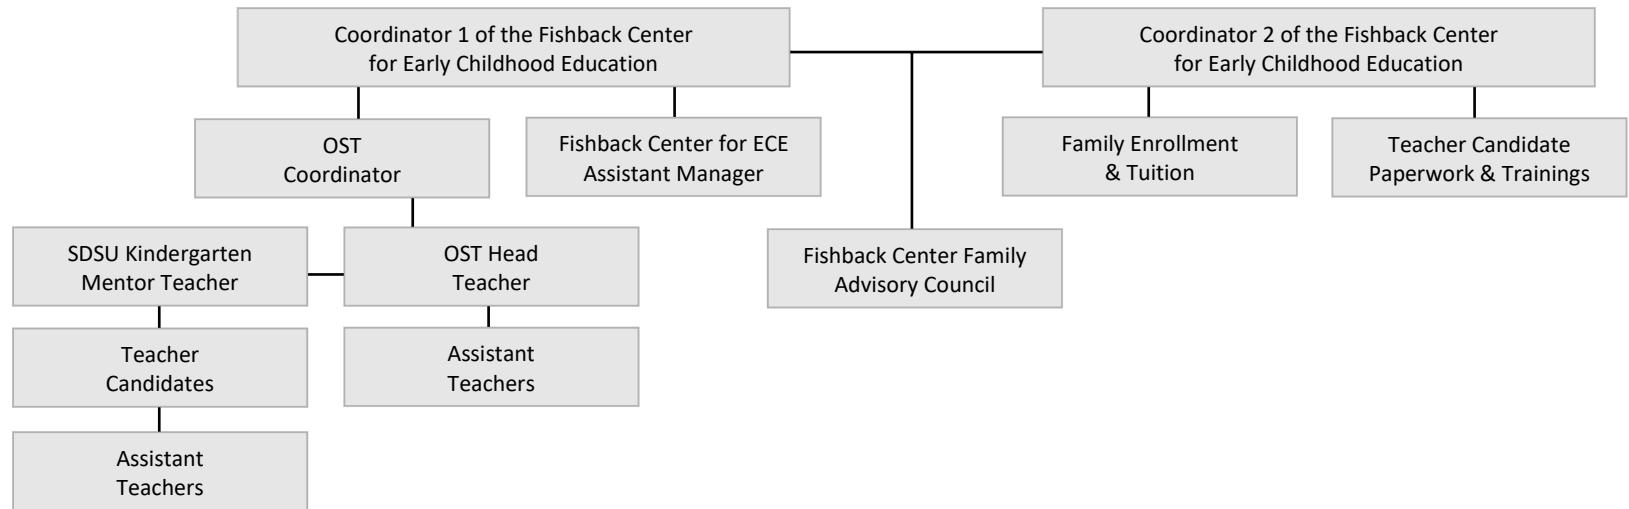 Coordinator 1 of the Fishback Center
for Early Childhood Education
Coordinator 2 of the Fishback Center
for Early Childhood Education
OST
Coordinator
Fishback Center for ECE
Assistant Manager
Family Enrollment
& Tuition
Teacher Candidate
Paperwork & Trainings
SDSU Kindergarten
Mentor Teacher
OST Head
Teacher
Fishback Center Family
Advisory Council
Teacher
Candidates
Assistant
Teachers
Assistant
Teachers